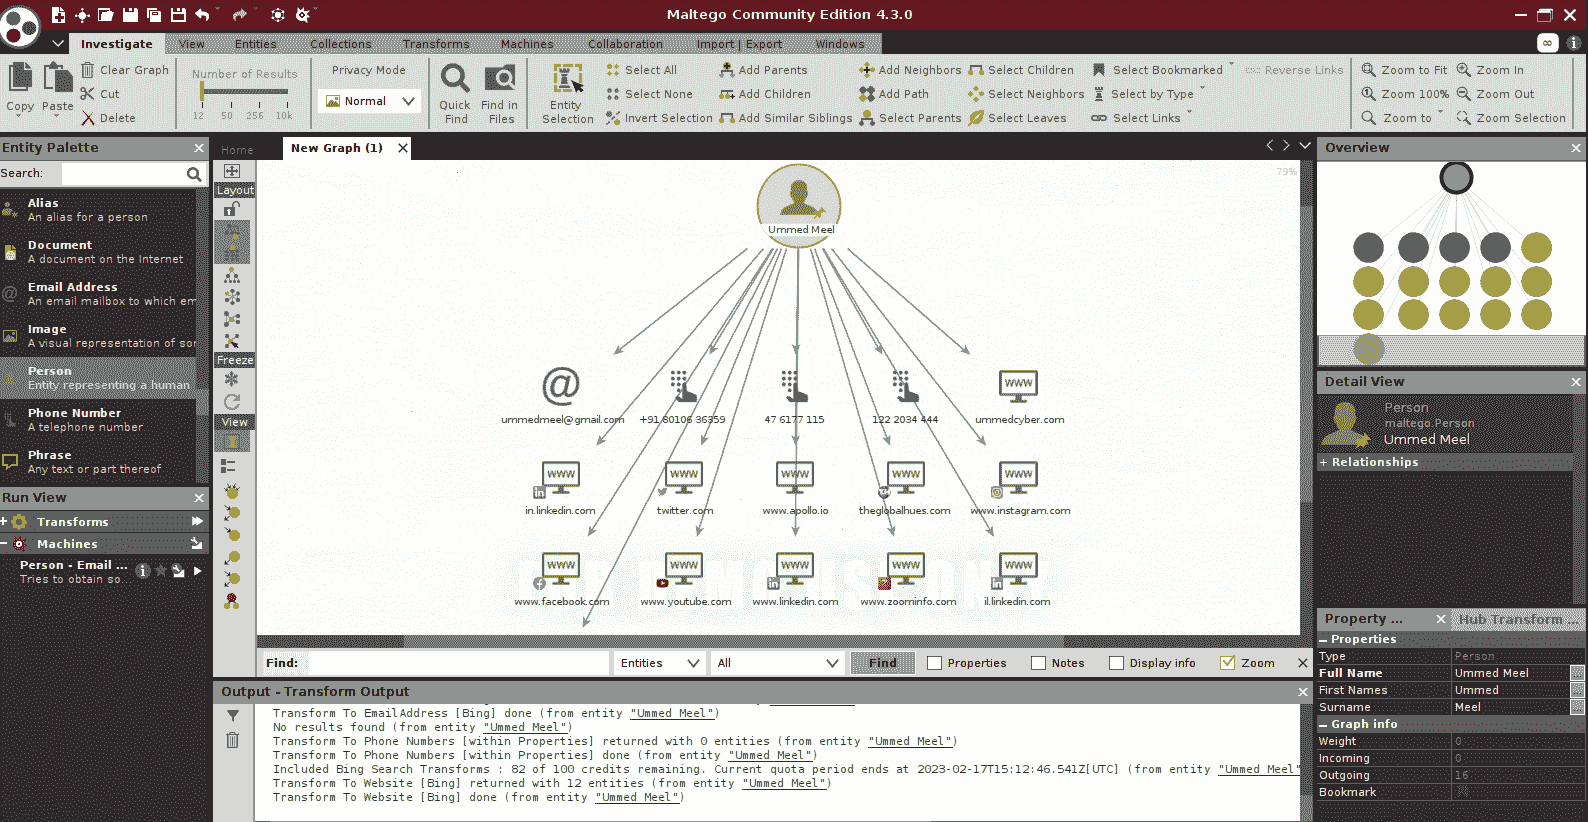 Maltego Community Edition 4.3.0
Investigate View Entities Collections Transforms Machines Collaboration Import | Export Windows
Copy Paste Clear Graph Cut Delete
Number of Results
12 50 256 10k
Privacy Mode
Normal
Quick Find
Find in Files
Entity Selection
Select All Add Parents Add Neighbors Select Children Select Bookmarked Reverse Links Zoom to Fit Zoom In
Select None Add Children Add Path Select Neighbors Select by Type Zoom 100% Zoom Out
Invert Selection Add Similar Siblings Select Parents Select Leaves Select Links Zoom to Zoom Selection
Entity Palette
Search:
Alias
An alias for a person
Document
A document on the Internet
Email Address
An email mailbox to which em
Image
A visual representation of so
Person
Entity representing a human
Phone Number
A telephone number
Phrase
Any text or part thereof
Run View
Transforms
Machines
Person - Email ...
Tries to obtain so.
Home
New Graph (1)
Layout
Freeze
View
79%
Ummed Meel
ummedmeel@gmail.com +91 80106 36359 47 6177 115 122 2034 444 ummedcyber.com
in.linkedin.com twitter.com www.apollo.io theglobalhues.com www.instagram.com
www.facebook.com www.youtube.com www.linkedin.com www.zoominfo.com il.linkedin.com
Find: Entities All Find Properties Notes Display info Zoom
Output - Transform Output
Transform To EmailAddress [Bing] done (from entity "Ummed Meel")
No results found (from entity "Ummed Meel")
Transform To Phone Numbers [within Properties] returned with 0 entities (from entity "Ummed Meel")
Transform To Phone Numbers [within Properties] done (from entity "Ummed Meel")
Included Bing Search Transforms : 82 of 100 credits remaining. Current quota period ends at 2023-02-17T15:12:46.541Z[UTC] (from entity "Ummed Meel"
Transform To Website [Bing] returned with 12 entities (from entity "Ummed Meel")
Transform To Website [Bing] done (from entity "Ummed Meel")
Overview
Detail View
Person
maltego.Person
Ummed Meel
+ Relationships
Property ... Hub Transform ...
Properties
Type Person
Full Name Ummed Meel
First Names Ummed
Surname Meel
Graph info
Weight 0
Incoming 0
Outgoing 16
Bookmark